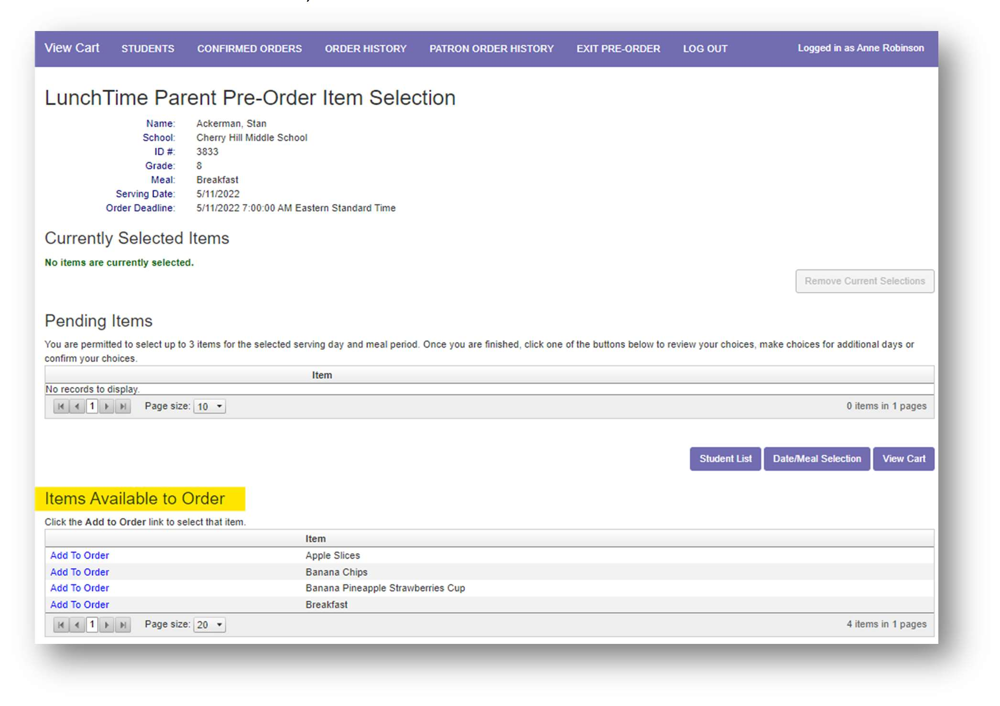 View Cart STUDENTS CONFIRMED ORDERS ORDER HISTORY PATRON ORDER HISTORY EXIT PRE-ORDER LOG OUT Logged in as Anne Robinson
LunchTime Parent Pre-Order Item Selection
Name: Ackerman, Stan
School: Cherry Hill Middle School
ID #: 3833
Grade: 8
Meal: Breakfast
Serving Date: 5/11/2022
Order Deadline: 5/11/2022 7:00:00 AM Eastern Standard Time
Currently Selected Items
No items are currently selected.
Remove Current Selections
Pending Items
You are permitted to select up to 3 items for the selected serving day and meal period. Once you are finished, click one of the buttons below to review your choices, make choices for additional days or
confirm your choices.
Item
No records to display.
1 Page size: 10 0 items in 1 pages
Student List Date/Meal Selection View Cart
Items Available to Order
Click the Add to Order link to select that item.
Item
Add To Order Apple Slices
Add To Order Banana Chips
Add To Order Banana Pineapple Strawberries Cup
Add To Order Breakfast
1 Page size: 20 4 items in 1 pages